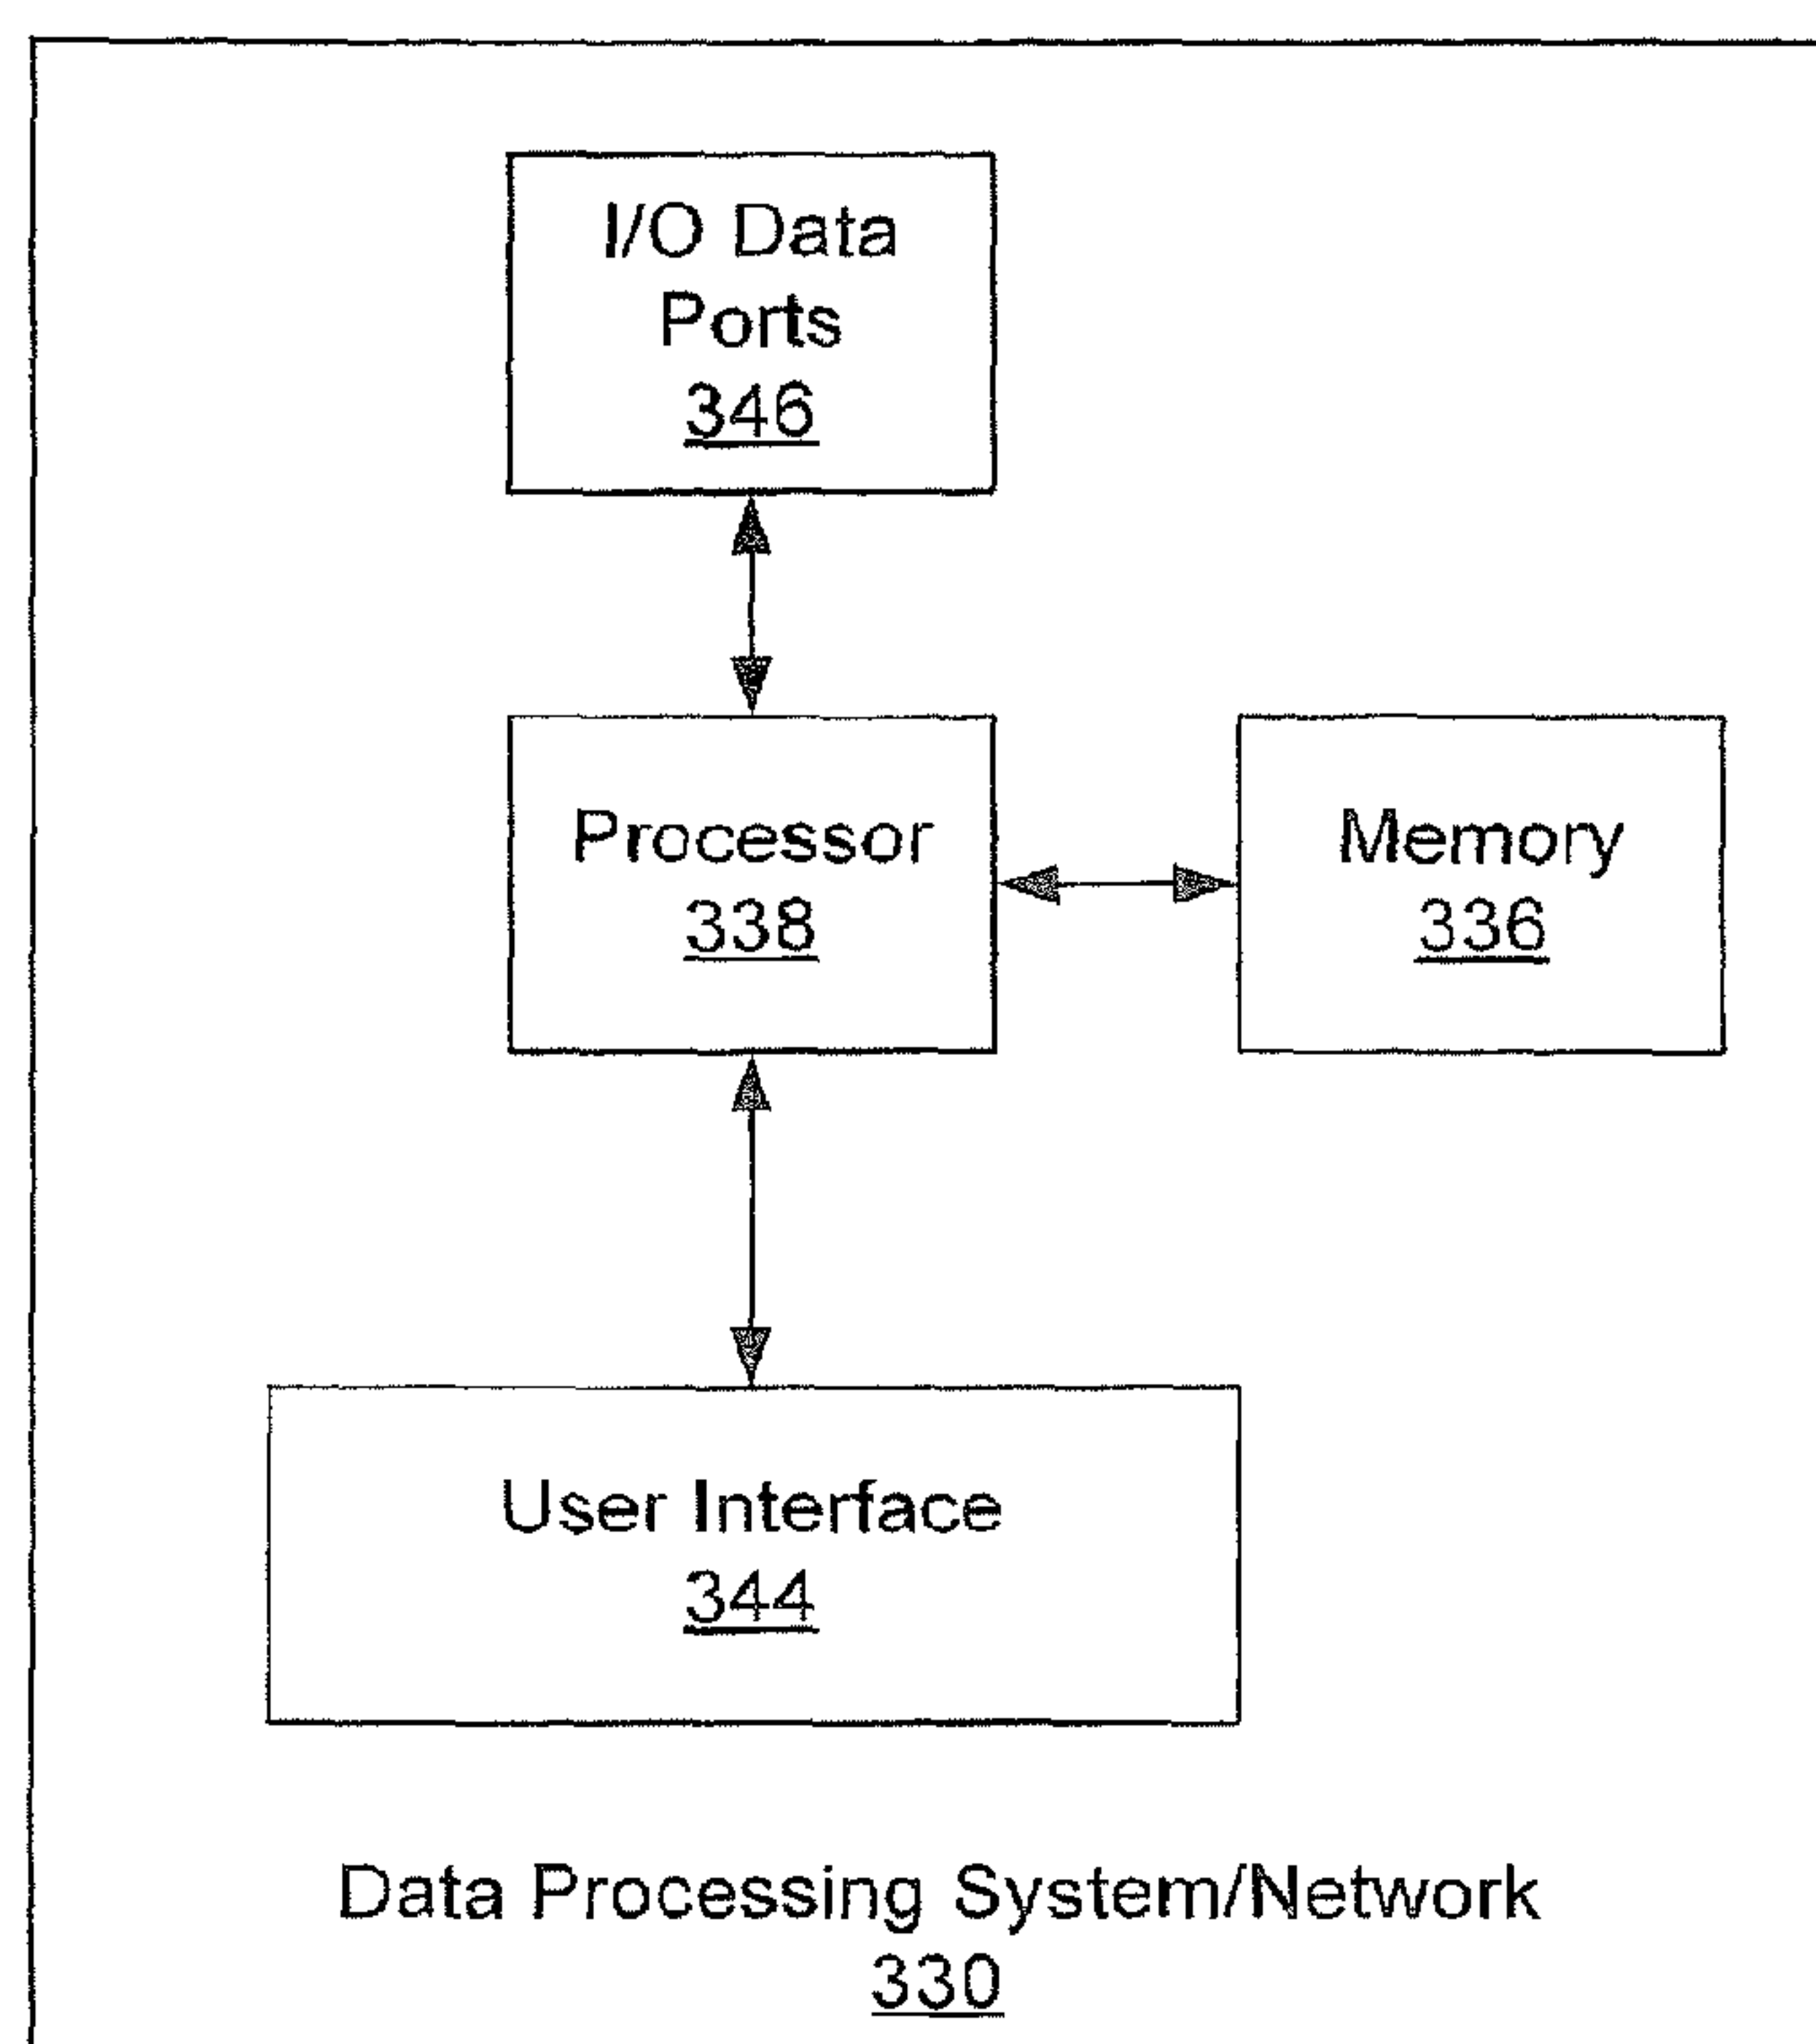 I/O Data
Ports
346
Processor
338
Memory
336
User Interface
344
Data Processing System/Network
330